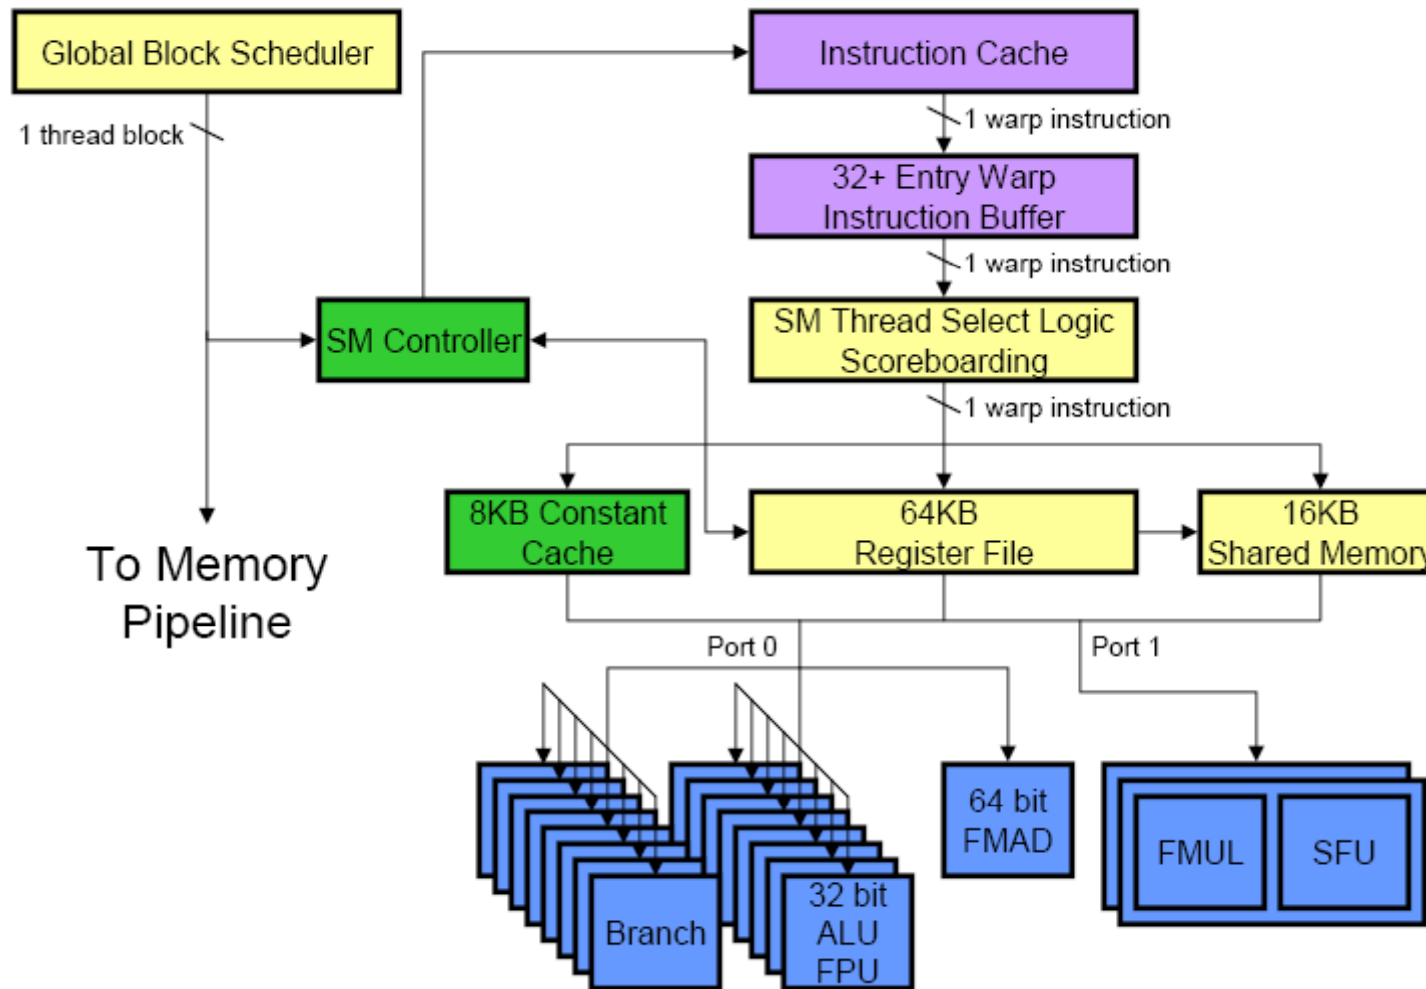 Global Block Scheduler
Instruction Cache
1 thread block
1 warp instruction
32+ Entry Warp
Instruction Buffer
1 warp instruction
SM Controller
SM Thread Select Logic
Scoreboarding
1 warp instruction
8KB Constant
Cache
64KB
Register File
16KB
Shared Memory
To Memory
Pipeline
Port 0
Port 1
64 bit
FMAD
FMUL
SFU
Branch
32 bit
ALU
FPU